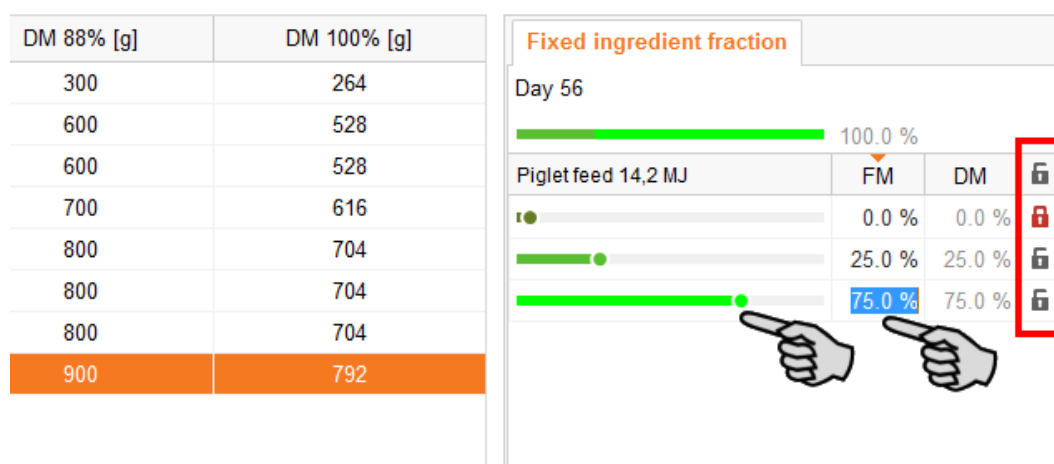 DM 88% [g] DM 100% [g]
300 264
600 528
600 528
700 616
800 704
800 704
800 704
900 792
Fixed ingredient fraction
Day 56
100.0 %
Piglet feed 14,2 MJ FM DM
0.0 % 0.0 %
25.0 % 25.0 %
75.0 % 75.0 %